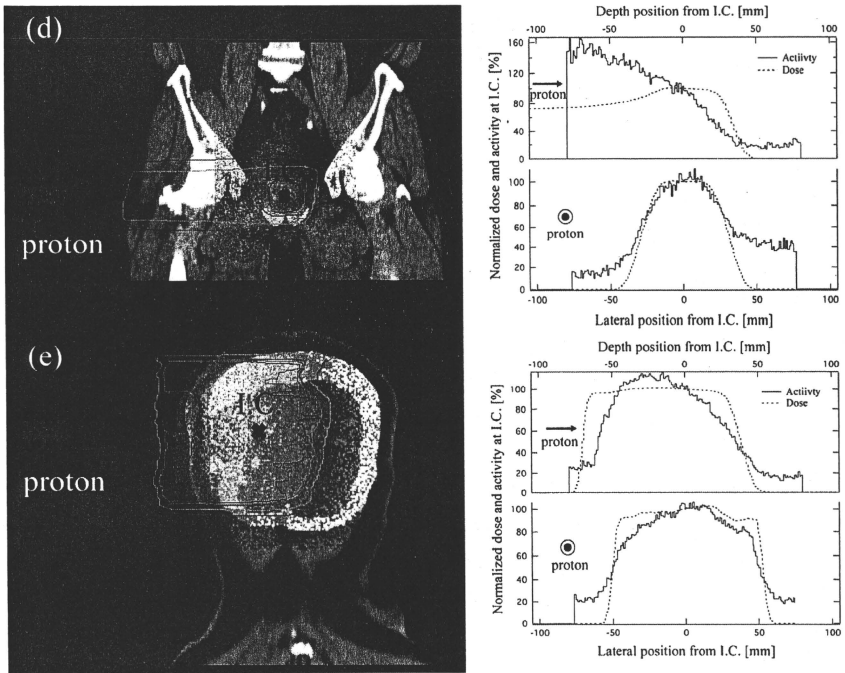 (d)
proton
(e)
I.C
proton
Depth position from I.C. [mm]
-100 -50 0 50 100
160
120
80
40
0
Actiivty
Dose
proton
100
80
60
40
20
0
proton
-100 -50 0 50 100
Lateral position from I.C. [mm]
Normalized dose and activity at I.C. [%]
Depth position from I.C. [mm]
-100 -50 0 50 100
100
80
60
40
20
0
Actiivty
Dose
proton
100
80
60
40
20
0
proton
-100 -50 0 50 100
Lateral position from I.C. [mm]
Normalized dose and activity at I.C. [%]